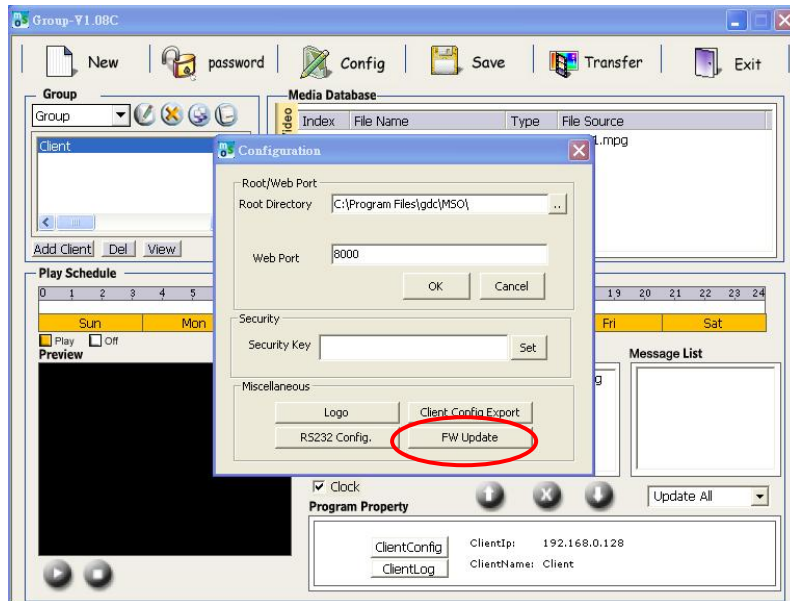 Group-V1.08C
New
password
Config
Save
Transfer
Exit
Group
Media Database
Group
Video
Index File Name Type File Source
Client
1.mpg
Configuration
Root/Web Port
Root Directory C:\Program Files\gdc\MSO\ ..
Web Port 8000
OK Cancel
Security
Security Key Set
Miscellaneous
Logo Client Config Export
RS232 Config. FW Update
Add Client Del View
Play Schedule
0 1 2 3 4 5 19 20 21 22 23 24
Sun Mon Fri Sat
Play Off
Preview
Message List
Clock
Update All
Program Property
ClientConfig ClientIp: 192.168.0.128
ClientLog ClientName: Client